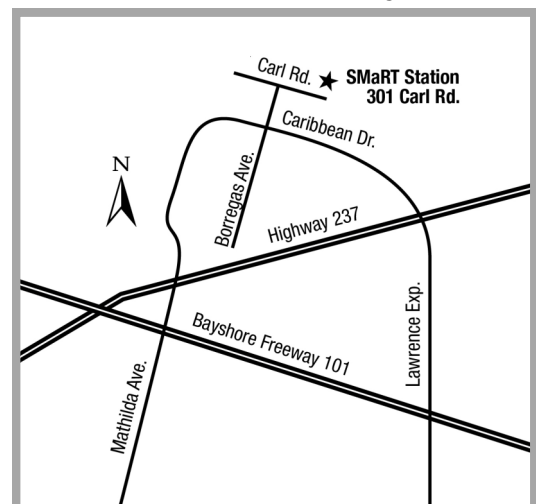 Carl Rd.
SMaRT Station
301 Carl Rd.
Caribbean Dr.
N
Borregas Ave.
Highway 237
Bayshore Freeway 101
Lawrence Exp.
Mathilda Ave.